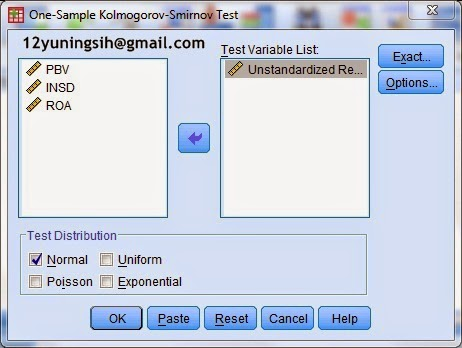 One-Sample Kolmogorov-Smirnov Test
12yuningsih@gmail.com
Test Variable List:
PBV
INSD
ROA
Unstandardized Re...
Exact...
Options...
Test Distribution
Normal Uniform
Poisson Exponential
OK Paste Reset Cancel Help